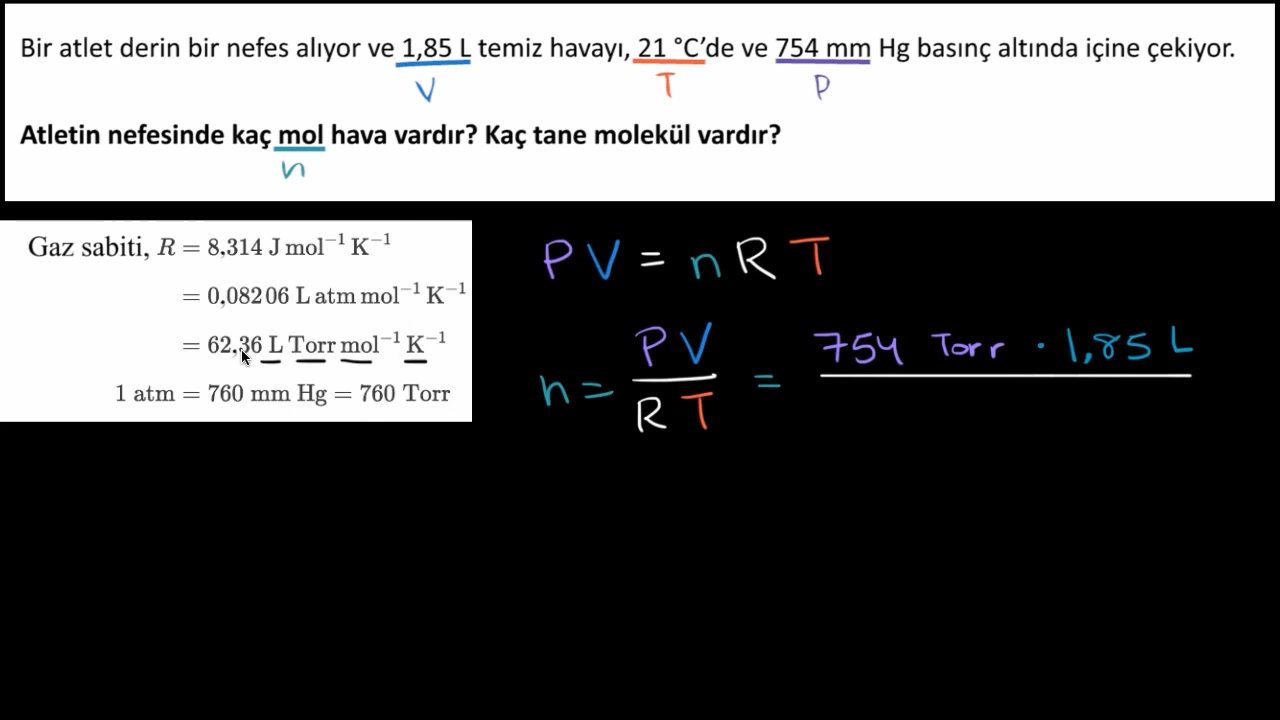 Bir atlet derin bir nefes alıyor ve 1,85 L temiz havayı, 21 °C'de ve 754 mm Hg basınç altında içine çekiyor.
V T P
Atletin nefesinde kaç mol hava vardır? Kaç tane molekül vardır?
n
Gaz sabiti, R = 8,314 J mol⁻¹ K⁻¹
= 0,08206 L atm mol⁻¹ K⁻¹
= 62,36 L Torr mol⁻¹ K⁻¹
1 atm = 760 mm Hg = 760 Torr
PV = nRT
n = PV / RT = 754 Torr · 1,85 L